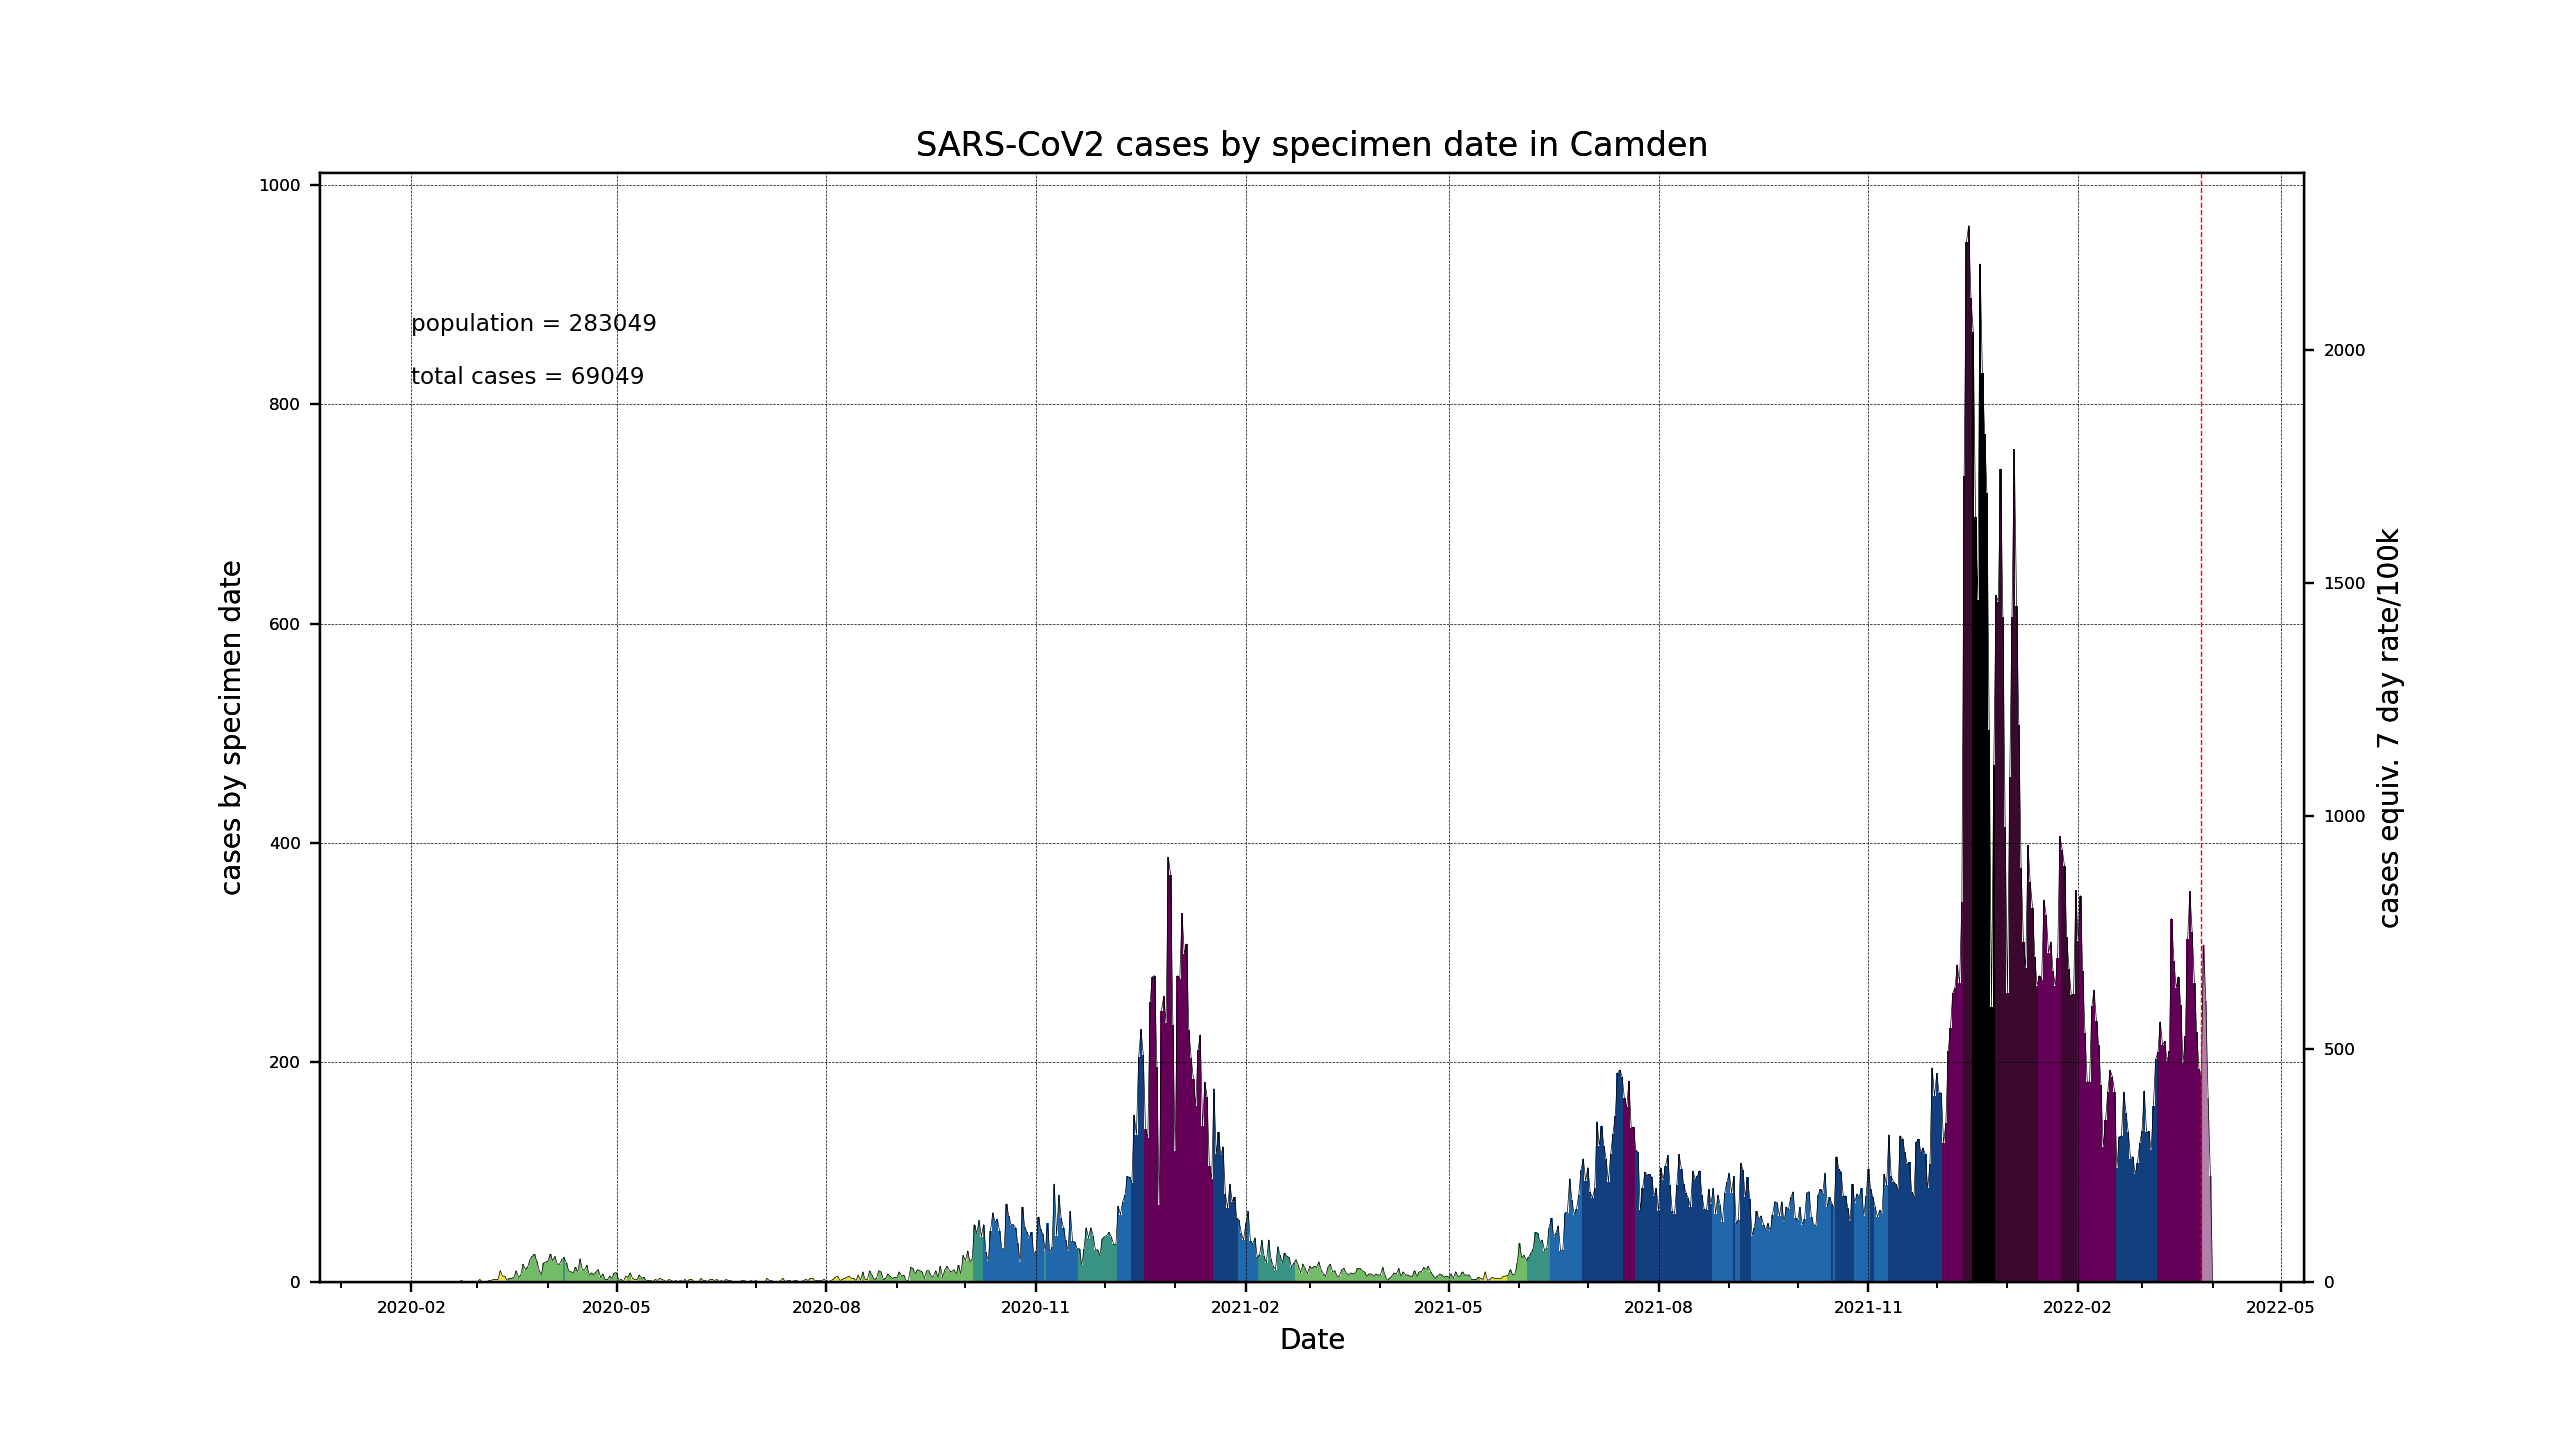 SARS-CoV2 cases by specimen date in Camden
population = 283049
total cases = 69049
cases by specimen date
1000
800
600
400
200
0
cases equiv. 7 day rate/100k
2000
1500
1000
500
0
2020-02 2020-05 2020-08 2020-11 2021-02 2021-05 2021-08 2021-11 2022-02 2022-05
Date